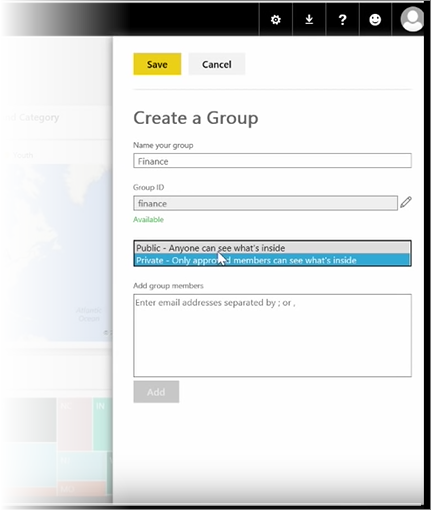 ?
Save
Cancel
Category
Create a Group
Name your group
Finance
Group ID
finance
Available
Public - Anyone can see what's inside
Private - Only approved members can see what's inside
Add group members
Enter email addresses separated by ; or ,
Atlantic
Ocean
Add
IN